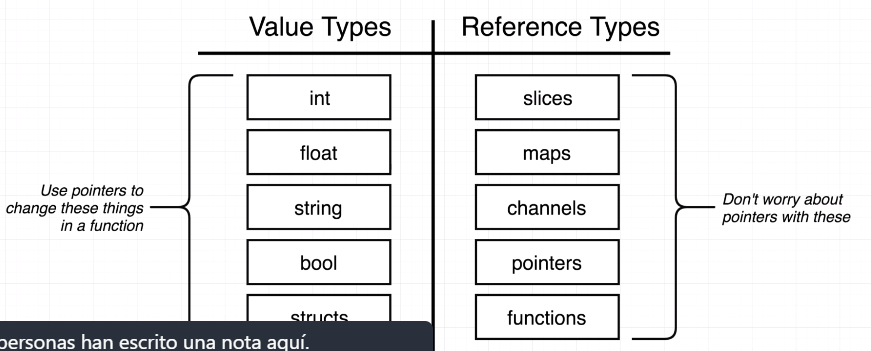 Value Types
Reference Types
int
slices
float
maps
Use pointers to
change these things
in a function
string
channels
Don't worry about
pointers with these
bool
pointers
structs
functions
personas han escrito una nota aquí.